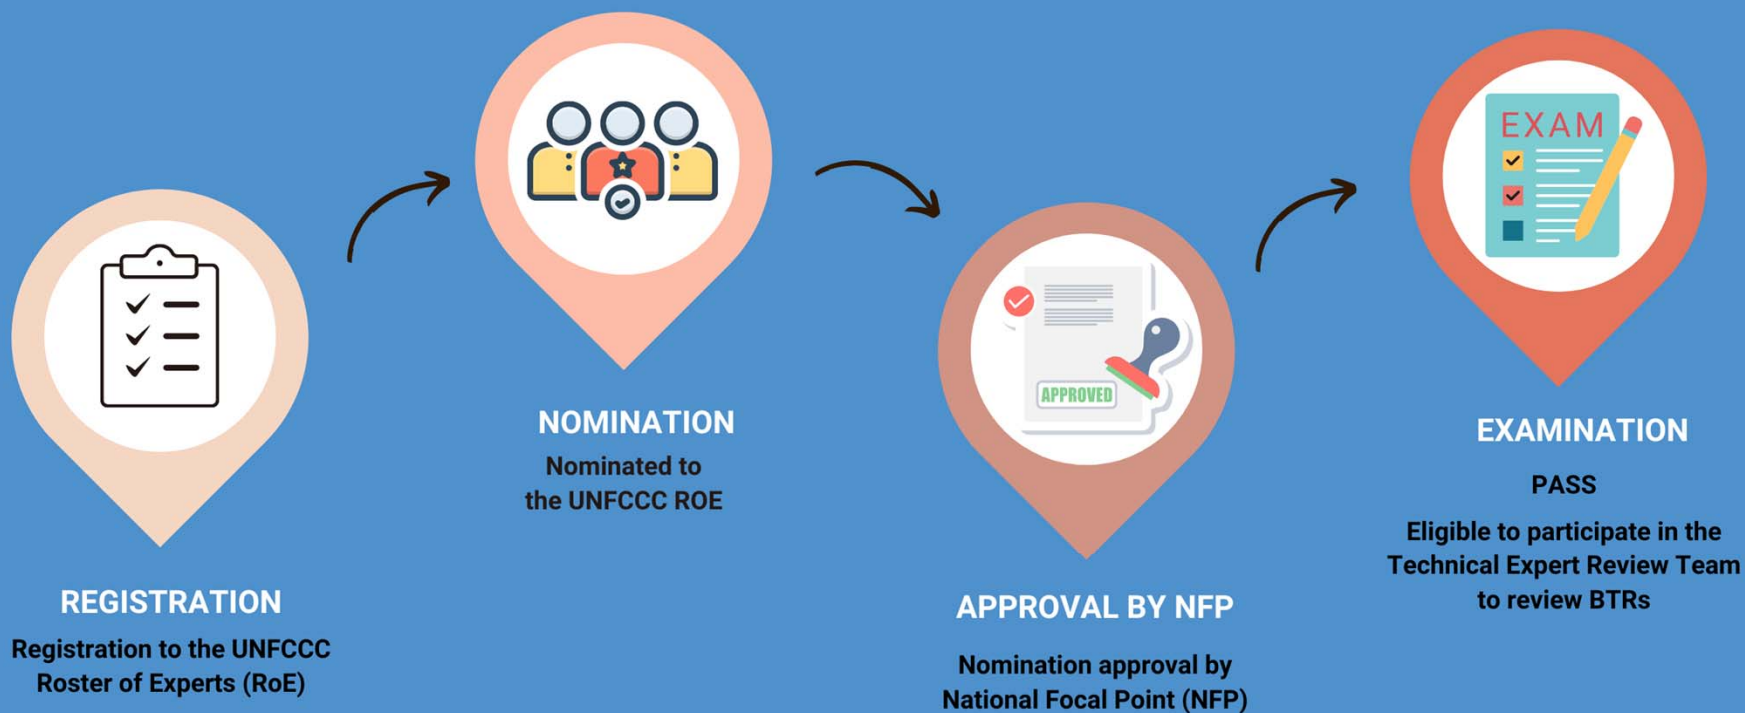 REGISTRATION
Registration to the UNFCCC
Roster of Experts (RoE)
NOMINATION
Nominated to
the UNFCCC ROE
APPROVED
APPROVAL BY NFP
Nomination approval by
National Focal Point (NFP)
EXAM
EXAMINATION
PASS
Eligible to participate in the
Technical Expert Review Team
to review BTRs